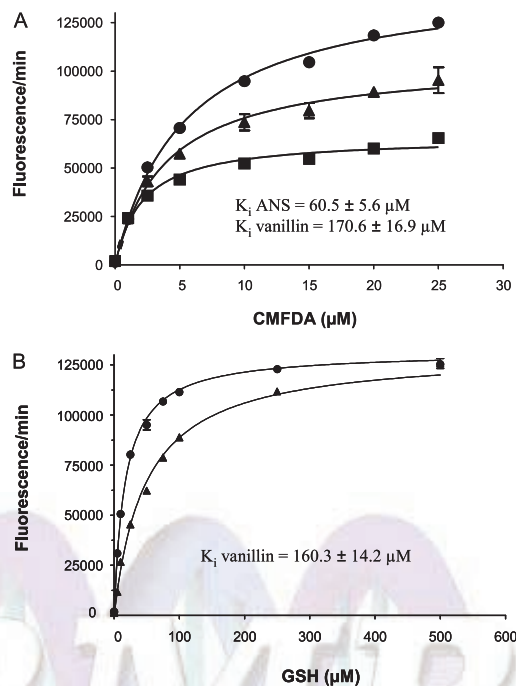 A
125000
100000
75000
50000
25000
0
Fluorescence/min
Ki ANS = 60.5 ± 5.6 µM
Ki vanillin = 170.6 ± 16.9 µM
0 5 10 15 20 25 30
CMFDA (µM)
B
125000
100000
75000
50000
25000
0
Fluorescence/min
Ki vanillin = 160.3 ± 14.2 µM
0 100 200 300 400 500 600
GSH (µM)